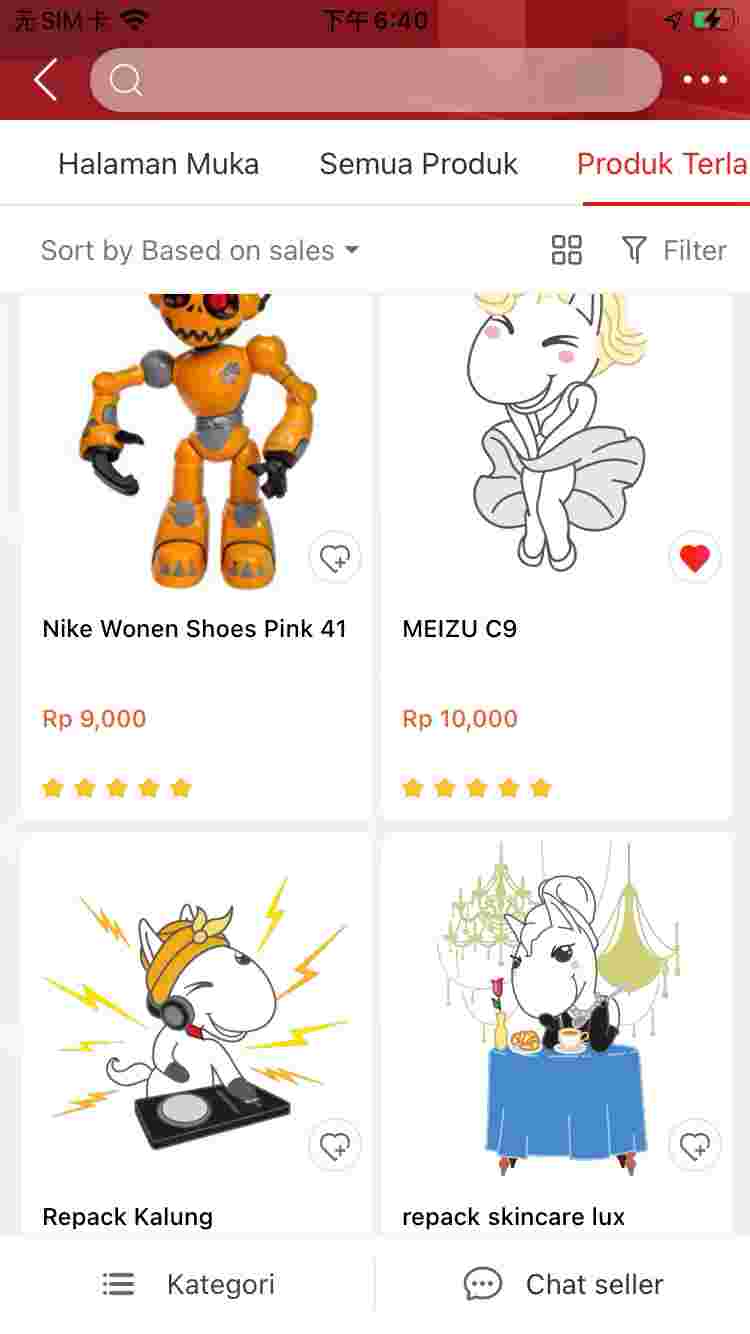 无SIM卡 下午6:40
Halaman Muka Semua Produk Produk Terla
Sort by Based on sales Filter
Nike Wonen Shoes Pink 41 MEIZU C9
Rp 9,000 Rp 10,000
Repack Kalung repack skincare lux
Kategori Chat seller